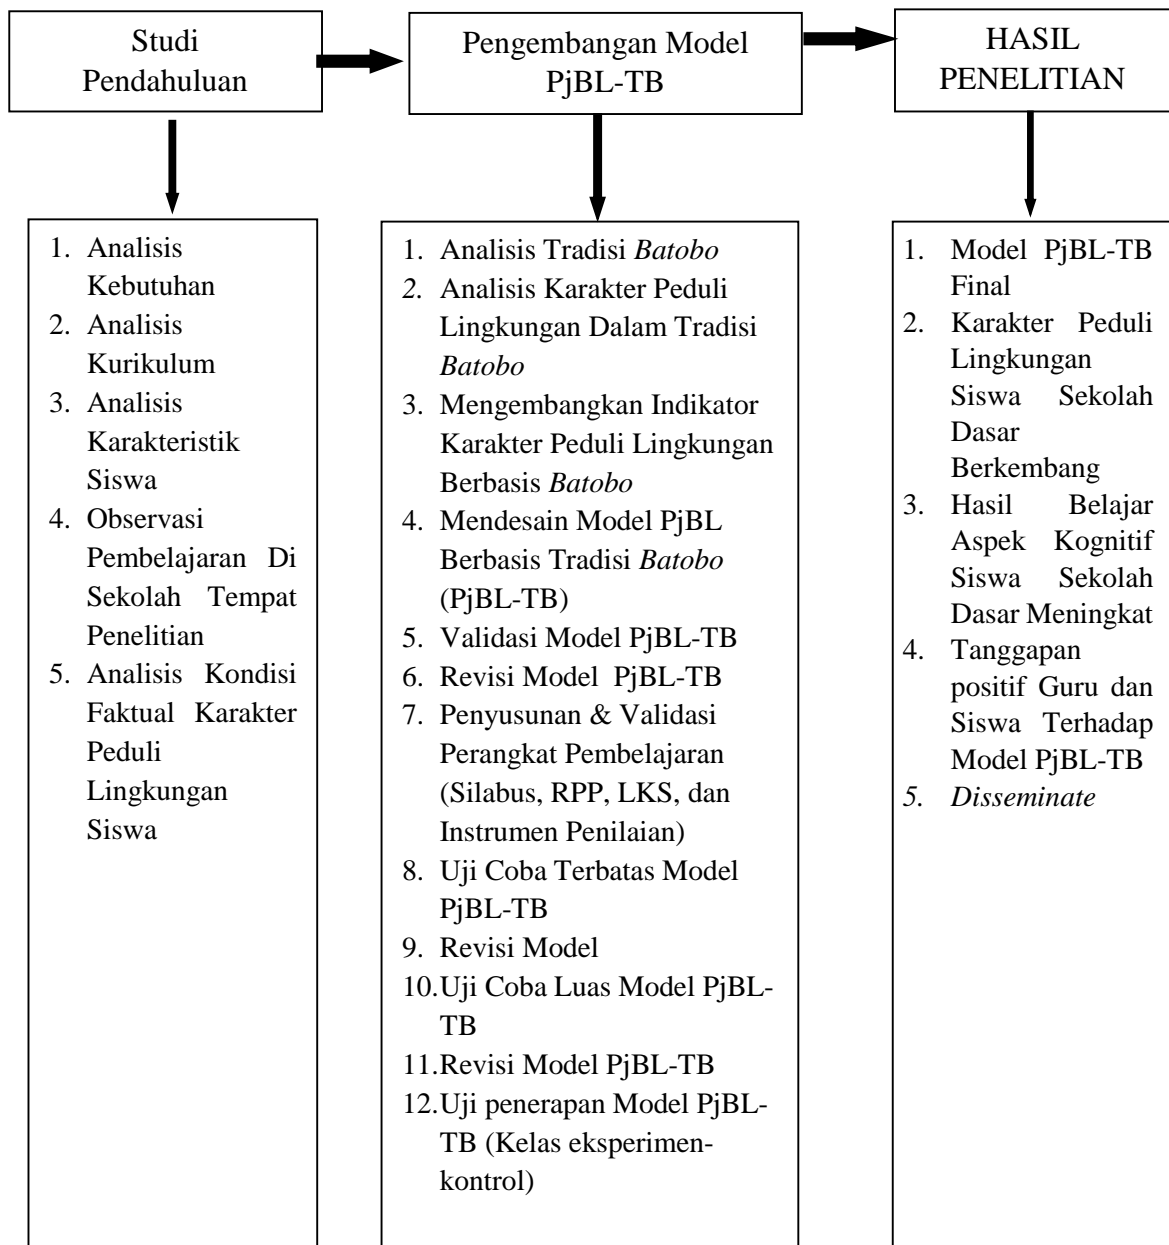 Studi
Pendahuluan
Pengembangan Model
PjBL-TB
HASIL
PENELITIAN
1. Analisis
Kebutuhan
2. Analisis
Kurikulum
3. Analisis
Karakteristik
Siswa
4. Observasi
Pembelajaran Di
Sekolah Tempat
Penelitian
5. Analisis Kondisi
Faktual Karakter
Peduli
Lingkungan
Siswa
1. Analisis Tradisi Batobo
2. Analisis Karakter Peduli
Lingkungan Dalam Tradisi
Batobo
3. Mengembangkan Indikator
Karakter Peduli Lingkungan
Berbasis Batobo
4. Mendesain Model PjBL
Berbasis Tradisi Batobo
(PjBL-TB)
5. Validasi Model PjBL-TB
6. Revisi Model PjBL-TB
7. Penyusunan & Validasi
Perangkat Pembelajaran
(Silabus, RPP, LKS, dan
Instrumen Penilaian)
8. Uji Coba Terbatas Model
PjBL-TB
9. Revisi Model
10.Uji Coba Luas Model PjBL-
TB
11.Revisi Model PjBL-TB
12.Uji penerapan Model PjBL-
TB (Kelas eksperimen-
kontrol)
1. Model PjBL-TB
Final
2. Karakter Peduli
Lingkungan
Siswa Sekolah
Dasar
Berkembang
3. Hasil Belajar
Aspek Kognitif
Siswa Sekolah
Dasar Meningkat
4. Tanggapan
positif Guru dan
Siswa Terhadap
Model PjBL-TB
5. Disseminate